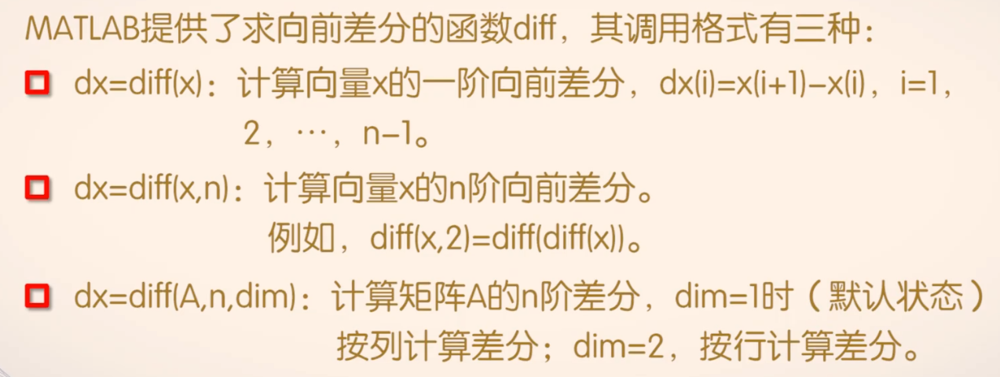 MATLAB提供了求向前差分的函数diff，其调用格式有三种：
dx=diff(x)：计算向量x的一阶向前差分，dx(i)=x(i+1)-x(i)，i=1，
2，…，n-1。
dx=diff(x,n)：计算向量x的n阶向前差分。
例如，diff(x,2)=diff(diff(x))。
dx=diff(A,n,dim)：计算矩阵A的n阶差分，dim=1时（默认状态）
按列计算差分；dim=2，按行计算差分。